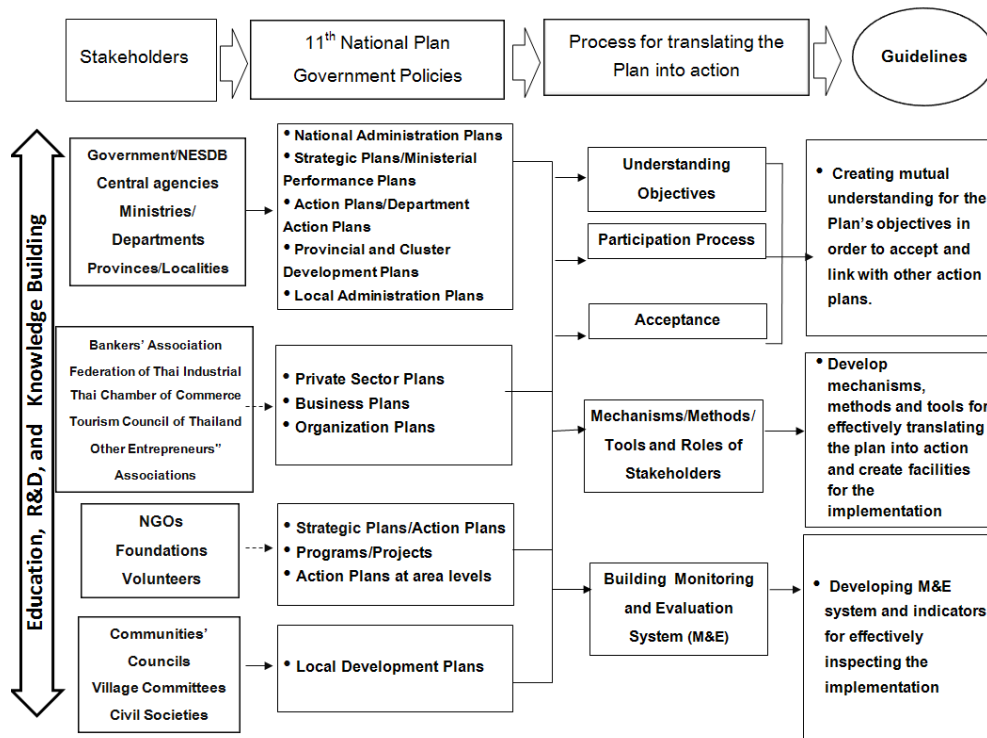 Stakeholders
11th National Plan
Government Policies
Process for translating the
Plan into action
Guidelines
Education, R&D, and Knowledge Building
Government/NESDB
Central agencies
Ministries/
Departments
Provinces/Localities
• National Administration Plans
• Strategic Plans/Ministerial
Performance Plans
• Action Plans/Department
Action Plans
• Provincial and Cluster
Development Plans
• Local Administration Plans
Understanding
Objectives
Participation Process
Acceptance
• Creating mutual
understanding for the
Plan's objectives in
order to accept and
link with other action
plans.
Bankers' Association
Federation of Thai Industrial
Thai Chamber of Commerce
Tourism Council of Thailand
Other Entrepreneurs"
Associations
• Private Sector Plans
• Business Plans
• Organization Plans
Mechanisms/Methods/
Tools and Roles of
Stakeholders
• Develop
mechanisms,
methods and tools for
effectively translating
the plan into action
and create facilities
for the
implementation
NGOs
Foundations
Volunteers
• Strategic Plans/Action Plans
• Programs/Projects
• Action Plans at area levels
Building Monitoring
and Evaluation
System (M&E)
• Developing M&E
system and indicators
for effectively
inspecting the
implementation
Communities'
Councils
Village Committees
Civil Societies
• Local Development Plans